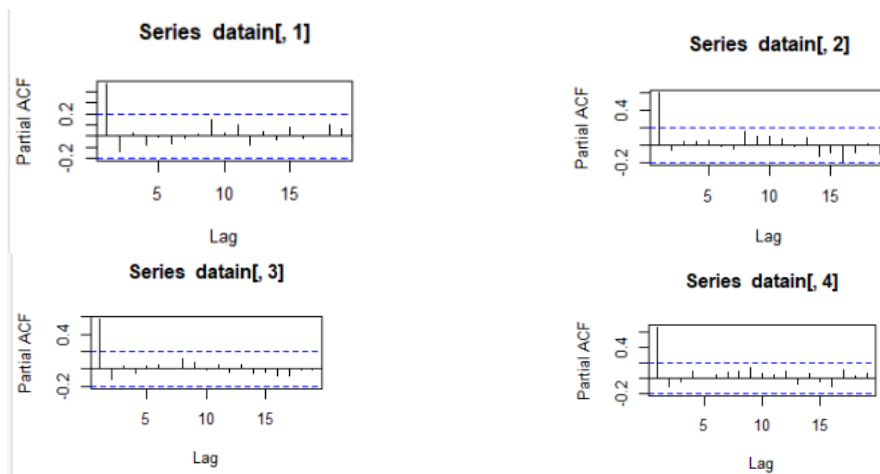 Series datain[, 1]
Partial ACF
0.2
-0.2
5 10 15
Lag
Series datain[, 2]
Partial ACF
0.4
-0.2
5 10 15
Lag
Series datain[, 3]
Partial ACF
0.4
-0.2
5 10 15
Lag
Series datain[, 4]
Partial ACF
0.4
-0.2
5 10 15
Lag